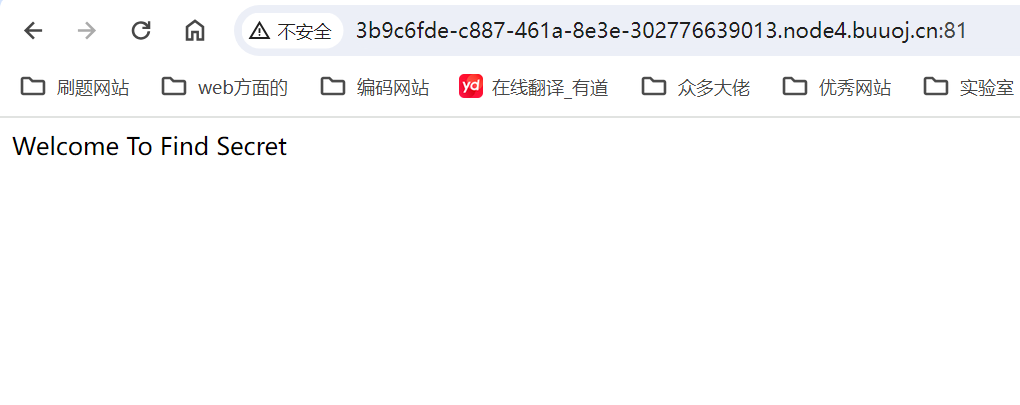 不安全 3b9c6fde-c887-461a-8e3e-302776639013.node4.buuoj.cn:81
刷题网站 web方面的 编码网站 yd 在线翻译_有道 众多大佬 优秀网站 实验室
Welcome To Find Secret